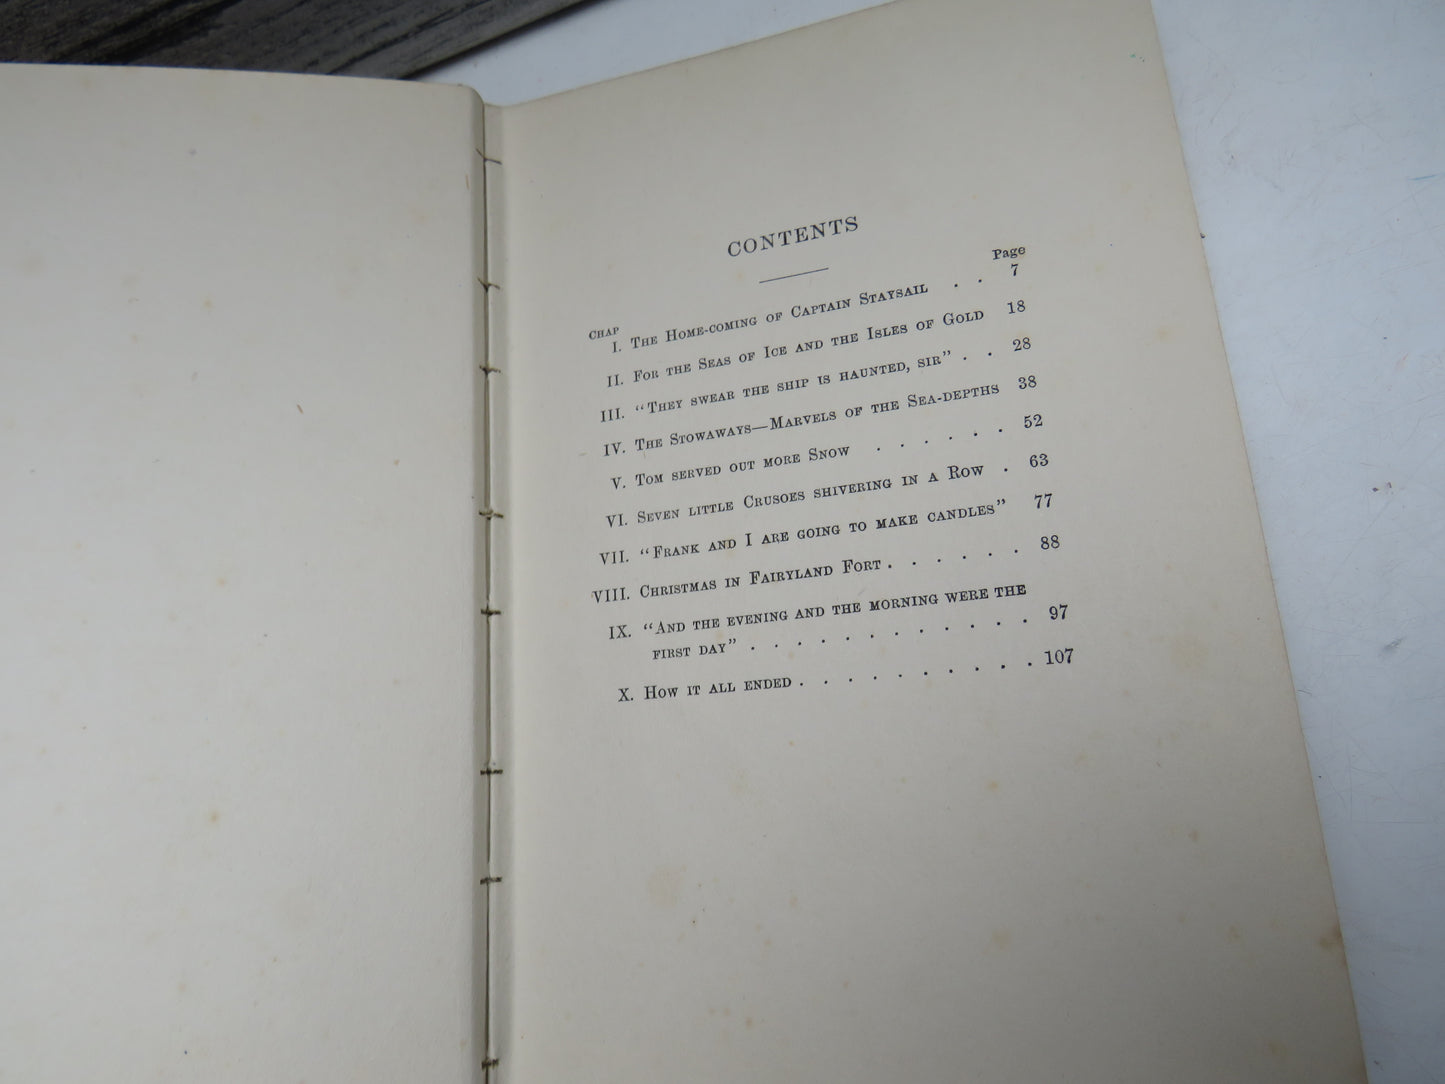 CONTENTS
Page
CHAP
I. THE HOME-COMING OF CAPTAIN STAYSAIL . . 7
II. FOR THE SEAS OF ICE AND THE ISLES OF GOLD 18
III. “THEY SWEAR THE SHIP IS HAUNTED, SIR” . . 28
IV. THE STOWAWAYS—MARVELS OF THE SEA-DEPTHS 38
V. TOM SERVED OUT MORE SNOW . . . . . . 52
VI. SEVEN LITTLE CRUSOES SHIVERING IN A ROW . 63
VII. “FRANK AND I ARE GOING TO MAKE CANDLES” 77
VIII. CHRISTMAS IN FAIRYLAND FORT . . . . . . 88
IX. “AND THE EVENING AND THE MORNING WERE THE
FIRST DAY” . . . . . . . . . . . . 97
X. HOW IT ALL ENDED . . . . . . . . . . 107